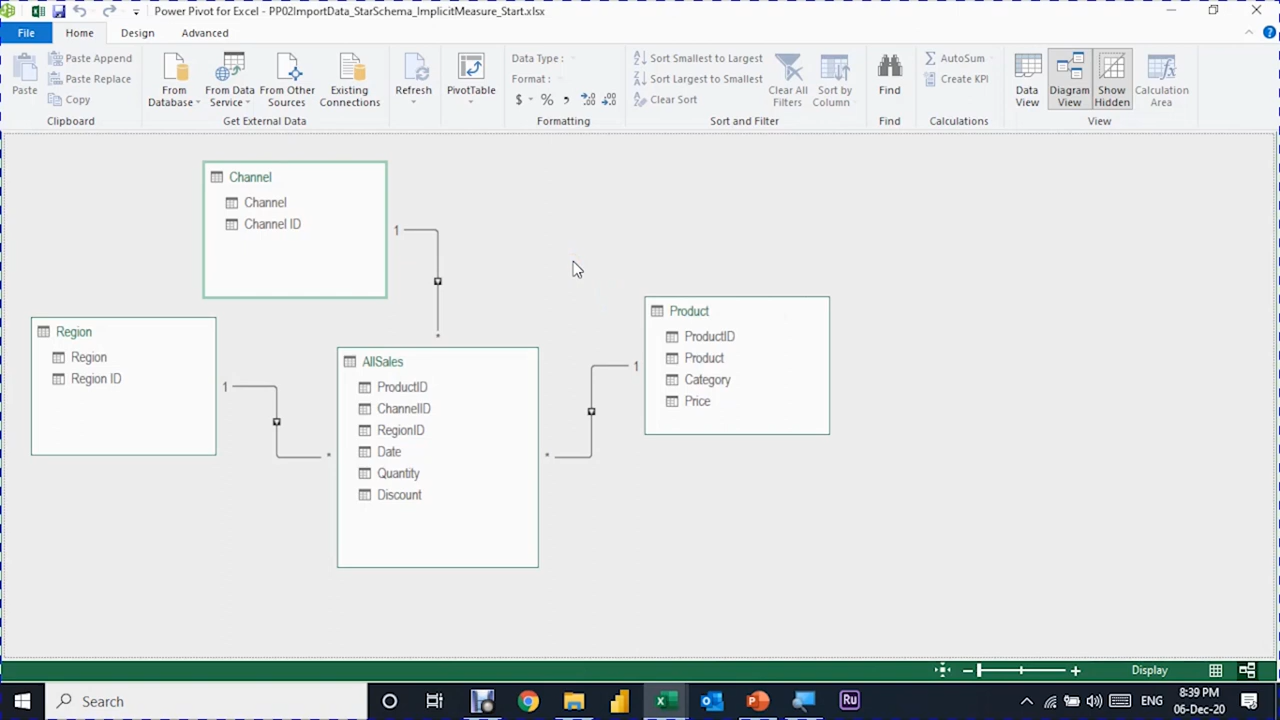 Power Pivot for Excel - PP02ImportData_StarSchema_ImplicitMeasure_Start.xlsx
File Home Design Advanced
Paste
Paste Append
Paste Replace
Copy
Clipboard
From Database
From Data Service
From Other Sources
Existing Connections
Get External Data
Refresh
PivotTable
Data Type :
Format :
$ % ,
Formatting
Sort Smallest to Largest
Sort Largest to Smallest
Clear Sort
Clear All Filters
Sort by Column
Sort and Filter
Find
Find
AutoSum
Create KPI
Calculations
Data View
Diagram View
Show Hidden
Calculation Area
View
Channel
Channel
Channel ID
1
*
Region
Region
Region ID
1
*
AllSales
ProductID
ChannelID
RegionID
Date
Quantity
Discount
Product
ProductID
Product
Category
Price
1
*
Display
Search
Ru
ENG
8:39 PM
06-Dec-20